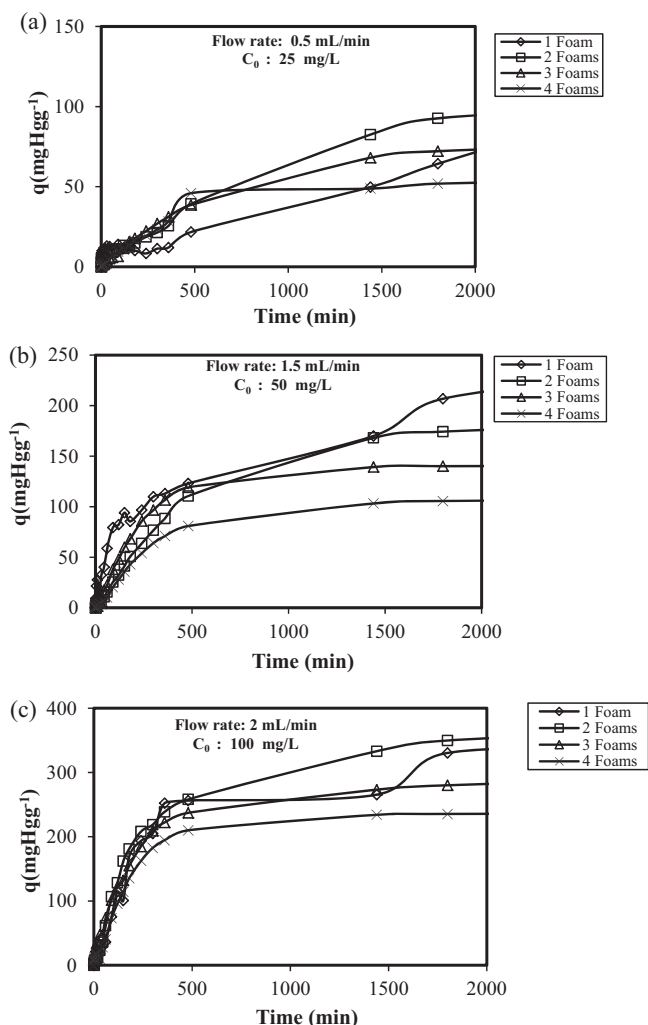 (a)
150
Flow rate: 0.5 mL/min
C₀ : 25 mg/L
1 Foam
2 Foams
3 Foams
4 Foams
100
50
0
q(mgHgg⁻¹)
0 500 1000 1500 2000
Time (min)
(b)
250
Flow rate: 1.5 mL/min
C₀ : 50 mg/L
1 Foam
2 Foams
3 Foams
4 Foams
200
150
100
50
0
q(mgHgg⁻¹)
0 500 1000 1500 2000
Time (min)
(c)
400
Flow rate: 2 mL/min
C₀ : 100 mg/L
1 Foam
2 Foams
3 Foams
4 Foams
300
200
100
0
q(mgHgg⁻¹)
0 500 1000 1500 2000
Time (min)